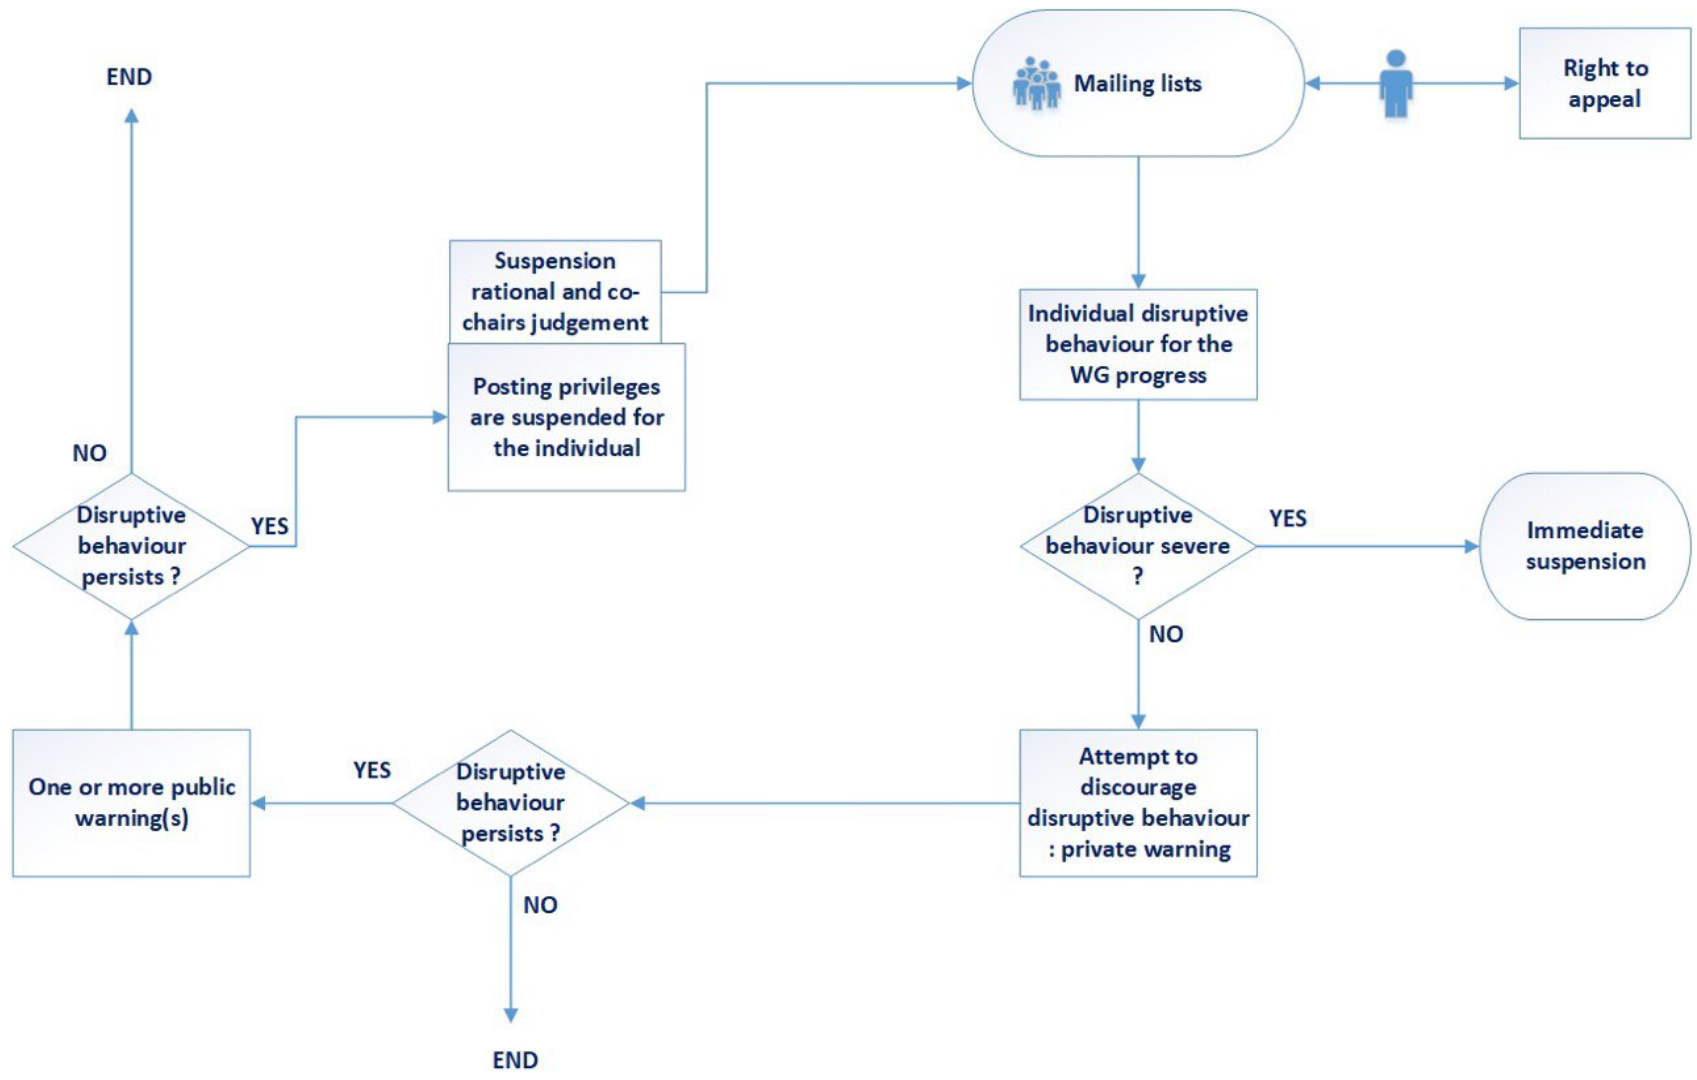 END
Mailing lists
Right to
appeal
Suspension
rational and co-
chairs judgement
Posting privileges
are suspended for
the individual
Individual disruptive
behaviour for the
WG progress
NO
Disruptive
behaviour
persists ?
YES
Disruptive
behaviour severe
?
YES
Immediate
suspension
NO
One or more public
warning(s)
YES
Disruptive
behaviour
persists ?
Attempt to
discourage
disruptive behaviour
: private warning
NO
END